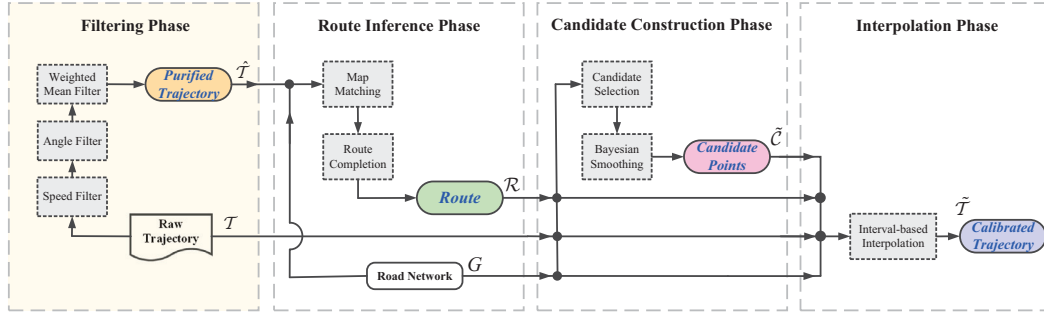 Filtering Phase
Route Inference Phase
Candidate Construction Phase
Interpolation Phase
Weighted
Mean Filter
Purified
Trajectory
𝒯̂
Angle Filter
Speed Filter
Raw
Trajectory
𝒯
Map
Matching
Route
Completion
Route
ℛ
Road Network
G
Candidate
Selection
Bayesian
Smoothing
Candidate
Points
𝒞̃
Interval-based
Interpolation
𝒯̃
Calibrated
Trajectory